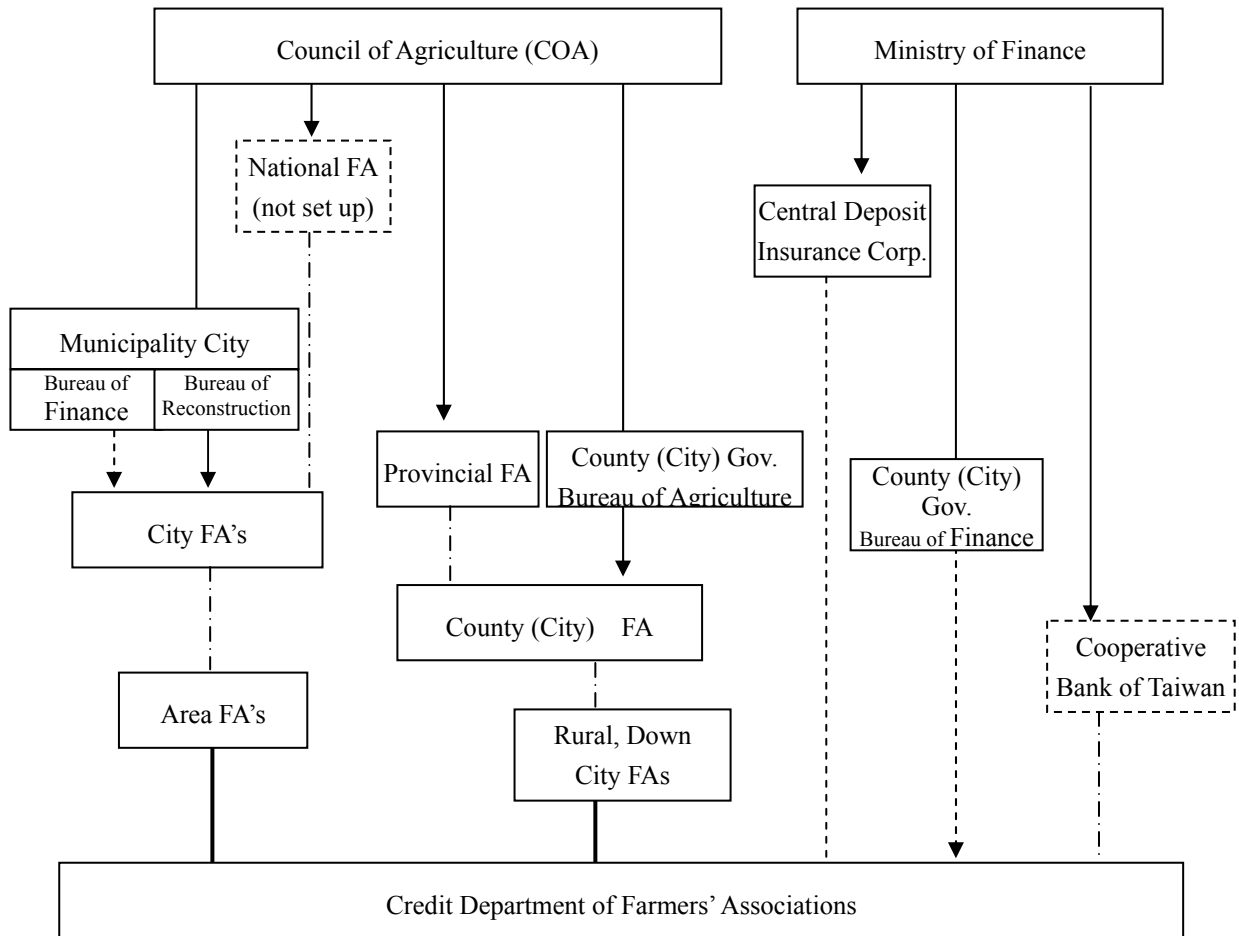 Council of Agriculture (COA)
Ministry of Finance
National FA
(not set up)
Central Deposit
Insurance Corp.
Municipality City
Bureau of
Finance
Bureau of
Reconstruction
Provincial FA
County (City) Gov.
Bureau of Agriculture
County (City)
Gov.
Bureau of Finance
City FA’s
County (City) FA
Cooperative
Bank of Taiwan
Area FA’s
Rural, Down
City FAs
Credit Department of Farmers’ Associations